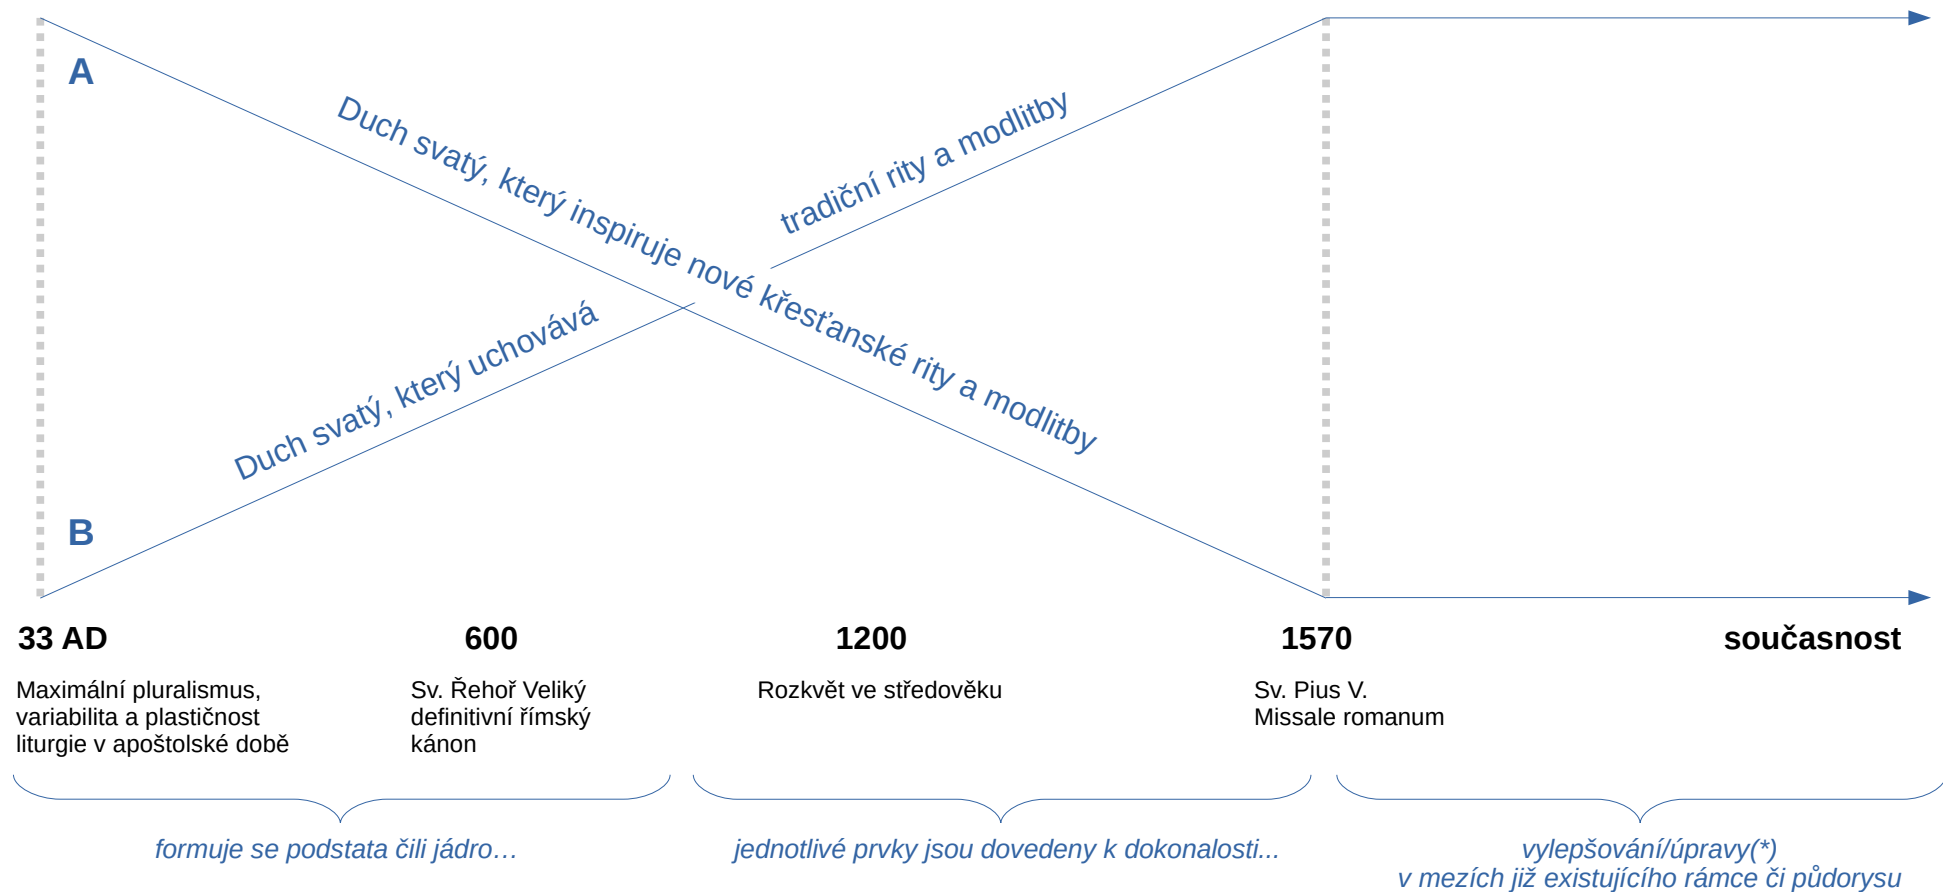 A
Duch svatý, který inspiruje nové křesťanské rity a modlitby
tradiční rity a modlitby
Duch svatý, který uchovává
B
33 AD
600
1200
1570
současnost
Maximální pluralismus,
variabilita a plastičnost
liturgie v apoštolské době
Sv. Řehoř Veliký
definitivní římský
kánon
Rozkvět ve středověku
Sv. Pius V.
Missale romanum
formuje se podstata čili jádro…
jednotlivé prvky jsou dovedeny k dokonalosti...
vylepšování/úpravy(*)
v mezích již existujícího rámce či půdorysu